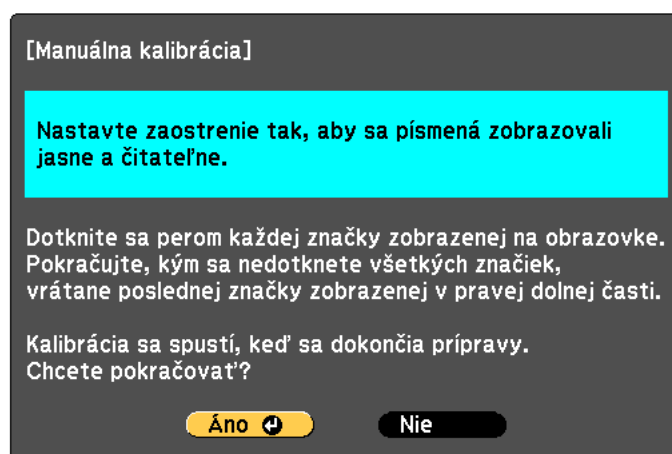 [Manuálna kalibrácia]
Nastavte zaostrenie tak, aby sa písmená zobrazovali
jasne a čitateľne.
Dotknite sa perom každej značky zobrazenej na obrazovke.
Pokračujte, kým sa nedotknete všetkých značiek,
vrátane poslednej značky zobrazenej v pravej dolnej časti.
Kalibrácia sa spustí, keď sa dokončia prípravy.
Chcete pokračovať?
Áno Nie